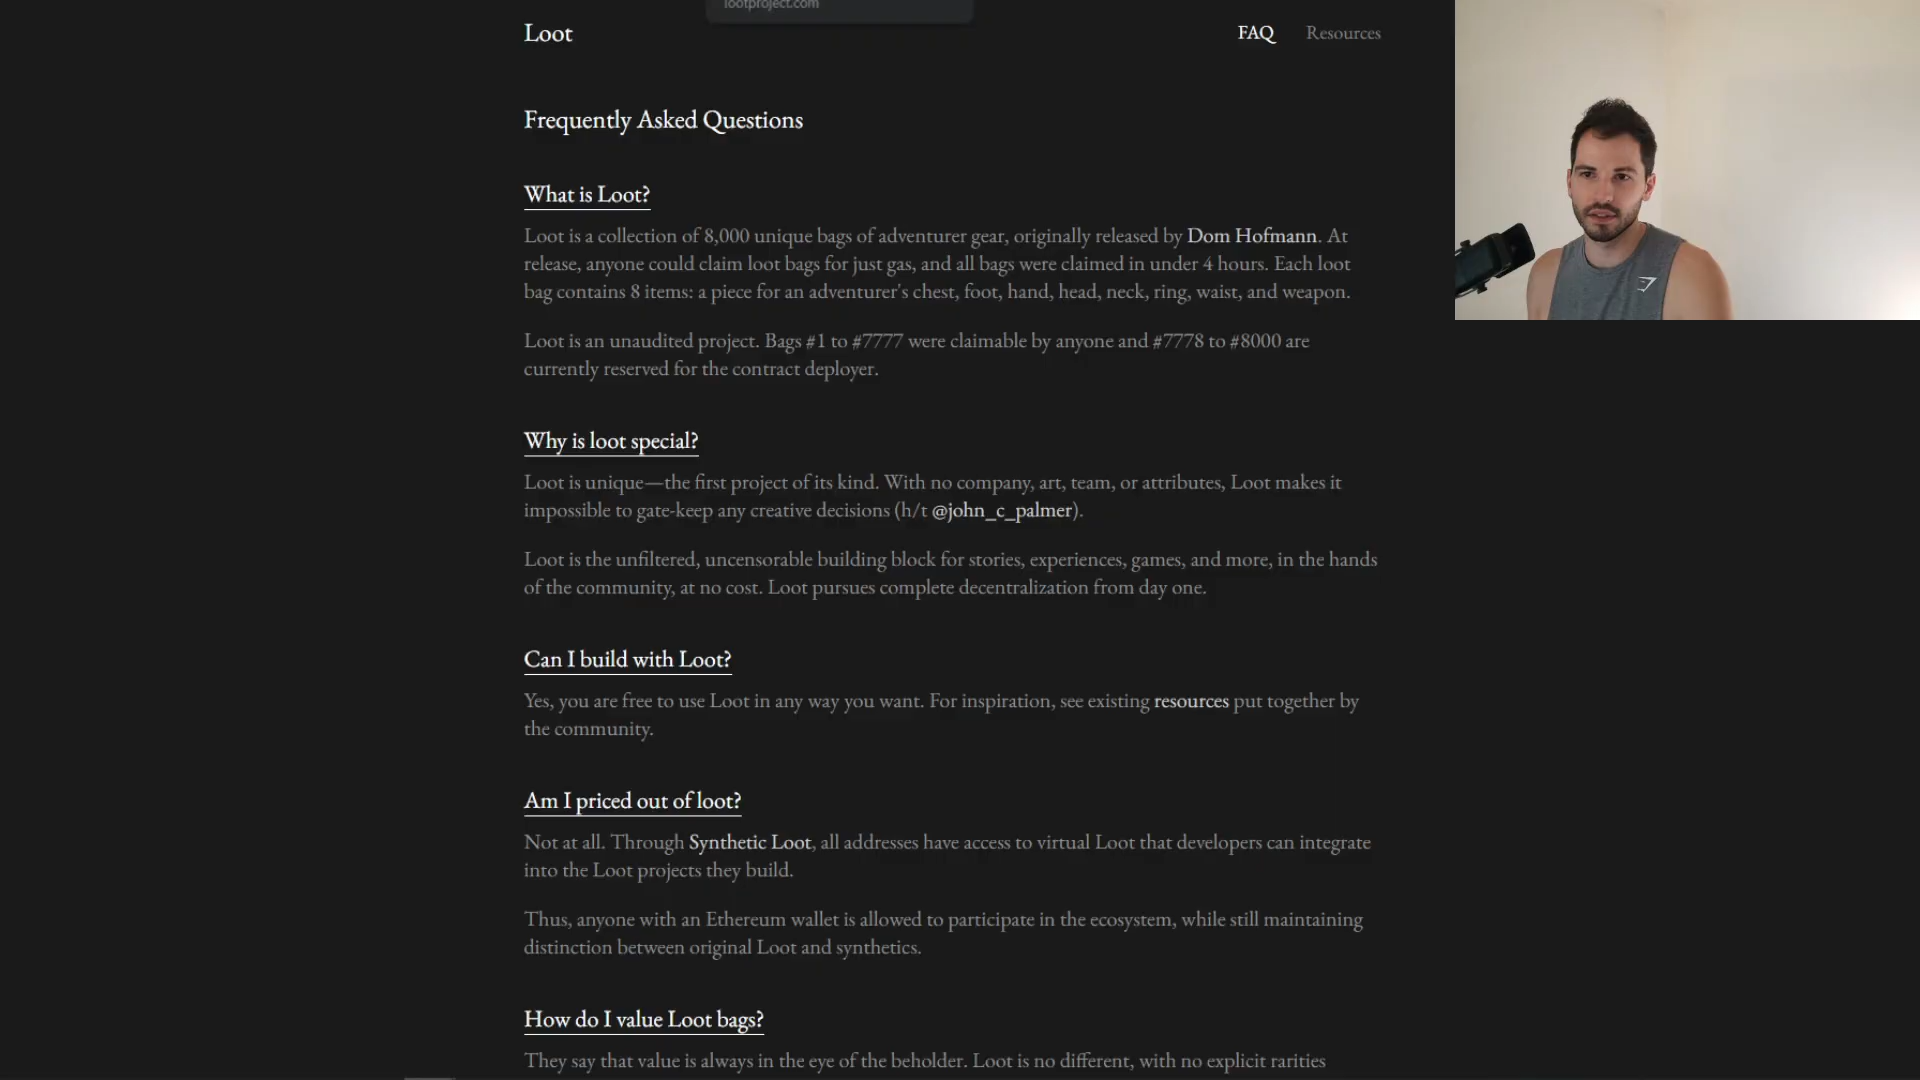 lootproject.com
Loot
FAQ
Resources
Frequently Asked Questions
What is Loot?
Loot is a collection of 8,000 unique bags of adventurer gear, originally released by Dom Hofmann. At
release, anyone could claim loot bags for just gas, and all bags were claimed in under 4 hours. Each loot
bag contains 8 items: a piece for an adventurer's chest, foot, hand, head, neck, ring, waist, and weapon.
Loot is an unaudited project. Bags #1 to #7777 were claimable by anyone and #7778 to #8000 are
currently reserved for the contract deployer.
Why is loot special?
Loot is unique—the first project of its kind. With no company, art, team, or attributes, Loot makes it
impossible to gate-keep any creative decisions (h/t @john_c_palmer).
Loot is the unfiltered, uncensorable building block for stories, experiences, games, and more, in the hands
of the community, at no cost. Loot pursues complete decentralization from day one.
Can I build with Loot?
Yes, you are free to use Loot in any way you want. For inspiration, see existing resources put together by
the community.
Am I priced out of loot?
Not at all. Through Synthetic Loot, all addresses have access to virtual Loot that developers can integrate
into the Loot projects they build.
Thus, anyone with an Ethereum wallet is allowed to participate in the ecosystem, while still maintaining
distinction between original Loot and synthetics.
How do I value Loot bags?
They say that value is always in the eye of the beholder. Loot is no different, with no explicit rarities